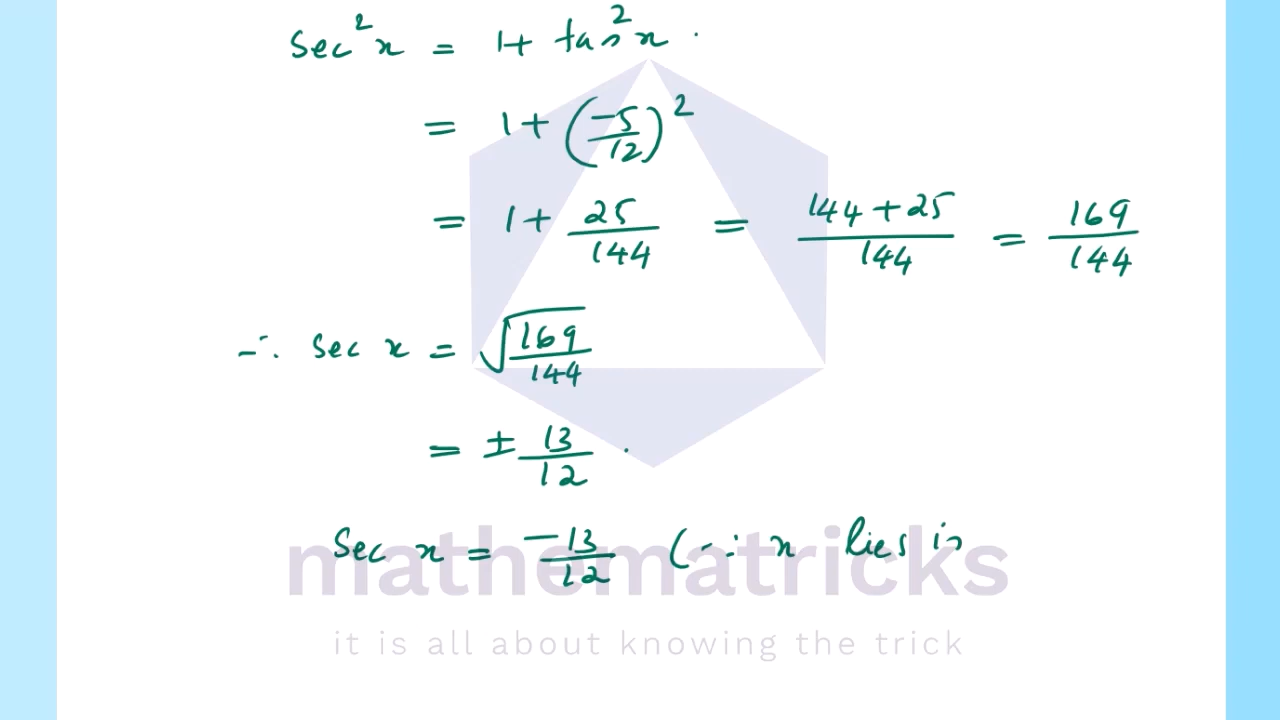 sec²x = 1 + tan²x .
= 1 + (-5/12)²
= 1 + 25/144 = 144 + 25/144 = 169/144
∴ sec x = √169/144
= ± 13/12 .
Sec x = -13/12 (∵ x lies in
mathematricks
it is all about knowing the trick